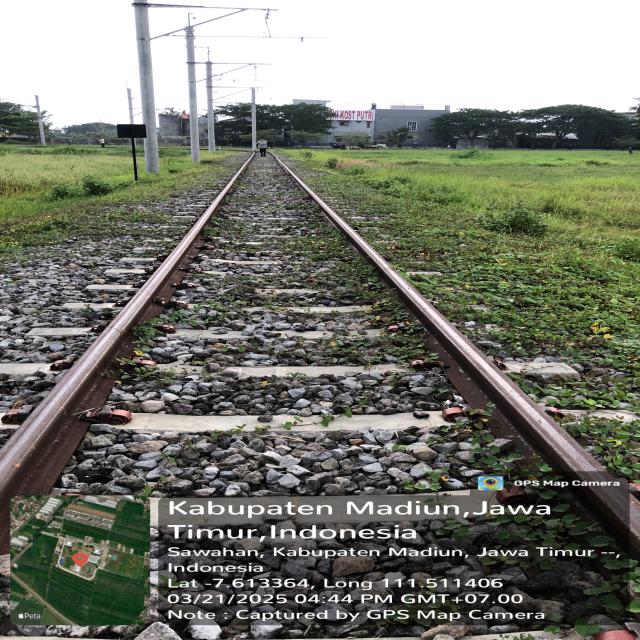 KOST PUTRI
GPS Map Camera
Kabupaten Madiun,Jawa
Timur,Indonesia
Sawahan, Kabupaten Madiun, Jawa Timur --,
Indonesia
Lat -7.613364, Long 111.511406
03/21/2025 04:44 PM GMT+07.00
Note : Captured by GPS Map Camera
Peta